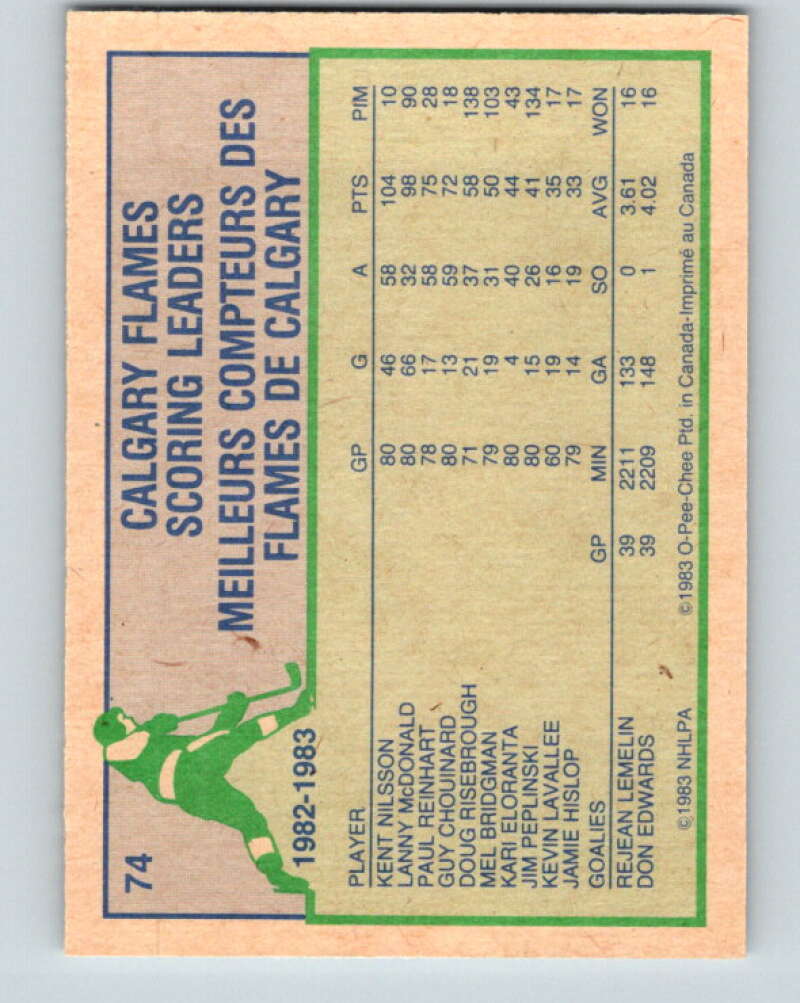 74
CALGARY FLAMES
SCORING LEADERS
MEILLEURS COMPTEURS DES
FLAMES DE CALGARY
1982-1983
PLAYER GP G A PTS PIM
KENT NILSSON 80 46 58 104 10
LANNY McDONALD 80 66 32 98 90
PAUL REINHART 78 17 58 75 28
GUY CHOUINARD 80 13 59 72 18
DOUG RISEBROUGH 71 21 37 58 138
MEL BRIDGMAN 79 19 31 50 103
KARI ELORANTA 80 4 40 44 43
JIM PEPLINSKI 80 15 26 41 134
KEVIN LAVALLEE 60 19 16 35 17
JAMIE HISLOP 79 14 19 33 17
GOALIES GP MIN GA SO AVG WON
REJEAN LEMELIN 39 2211 133 0 3.61 16
DON EDWARDS 39 2209 148 1 4.02 16
©1983 NHLPA ©1983 O-Pee-Chee Ptd. in Canada-Imprimé au Canada